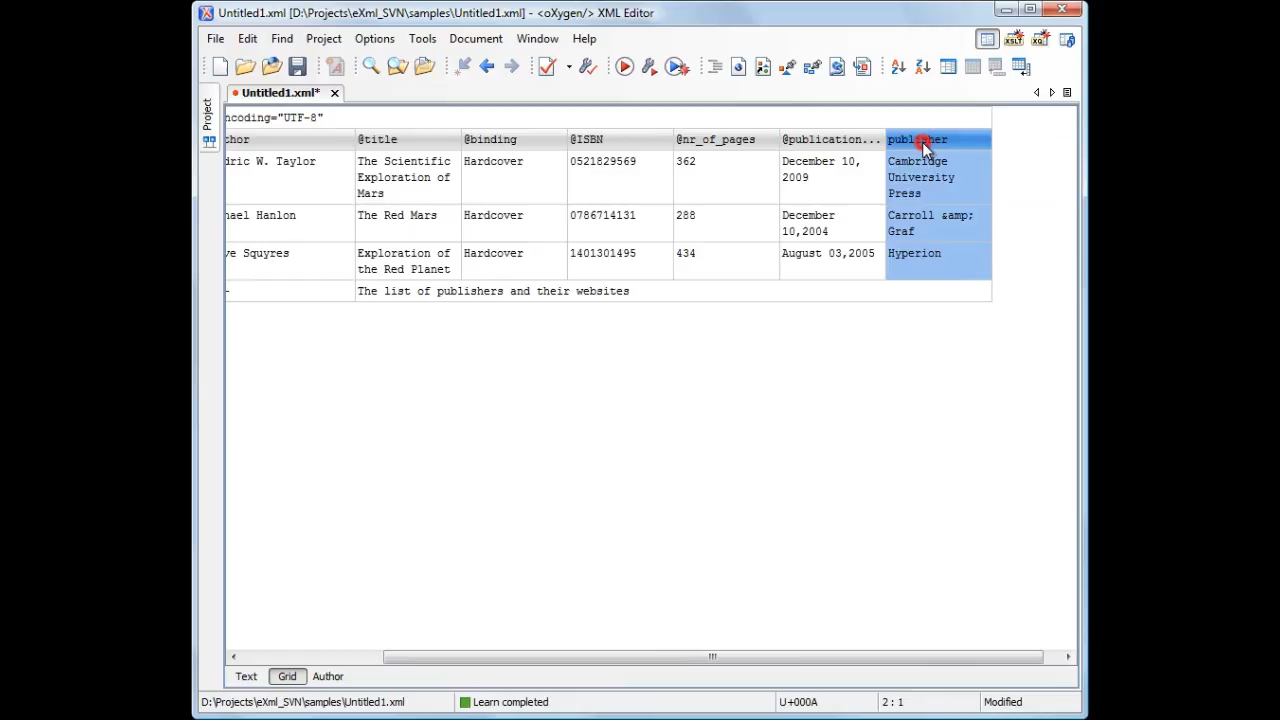 Untitled1.xml [D:\Projects\eXml_SVN\samples\Untitled1.xml] - <oXygen/> XML Editor
File Edit Find Project Options Tools Document Window Help
Untitled1.xml*
Project
ncoding="UTF-8"
thor @title @binding @ISBN @nr_of_pages @publication... publisher
dric W. Taylor The Scientific Hardcover 0521829569 362 December 10, Cambridge
Exploration of 2009 University
Mars Press
hael Hanlon The Red Mars Hardcover 0786714131 288 December Carroll &amp;
10,2004 Graf
ve Squyres Exploration of Hardcover 1401301495 434 August 03,2005 Hyperion
the Red Planet
- The list of publishers and their websites
Text Grid Author
D:\Projects\eXml_SVN\samples\Untitled1.xml Learn completed U+000A 2 : 1 Modified